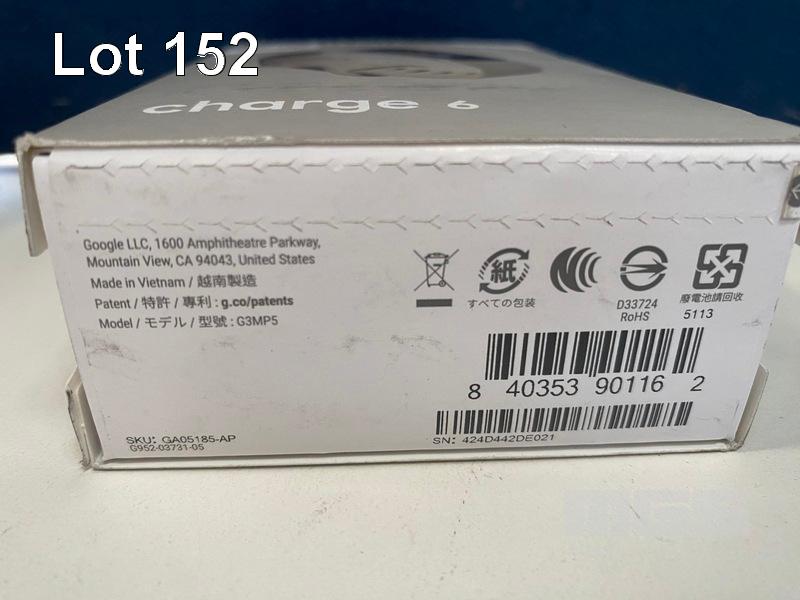 Lot 152
charge 6
Google LLC, 1600 Amphitheatre Parkway,
Mountain View, CA 94043, United States
Made in Vietnam / 越南製造
Patent / 特許 / 專利 : g.co/patents
Model / モデル / 型號 : G3MP5
紙
すべての包装
D33724
RoHS
廢電池請回收
5113
8 40353 90116 2
SKU: GA05185-AP
G952-03731-05
SN: 424D442DE021